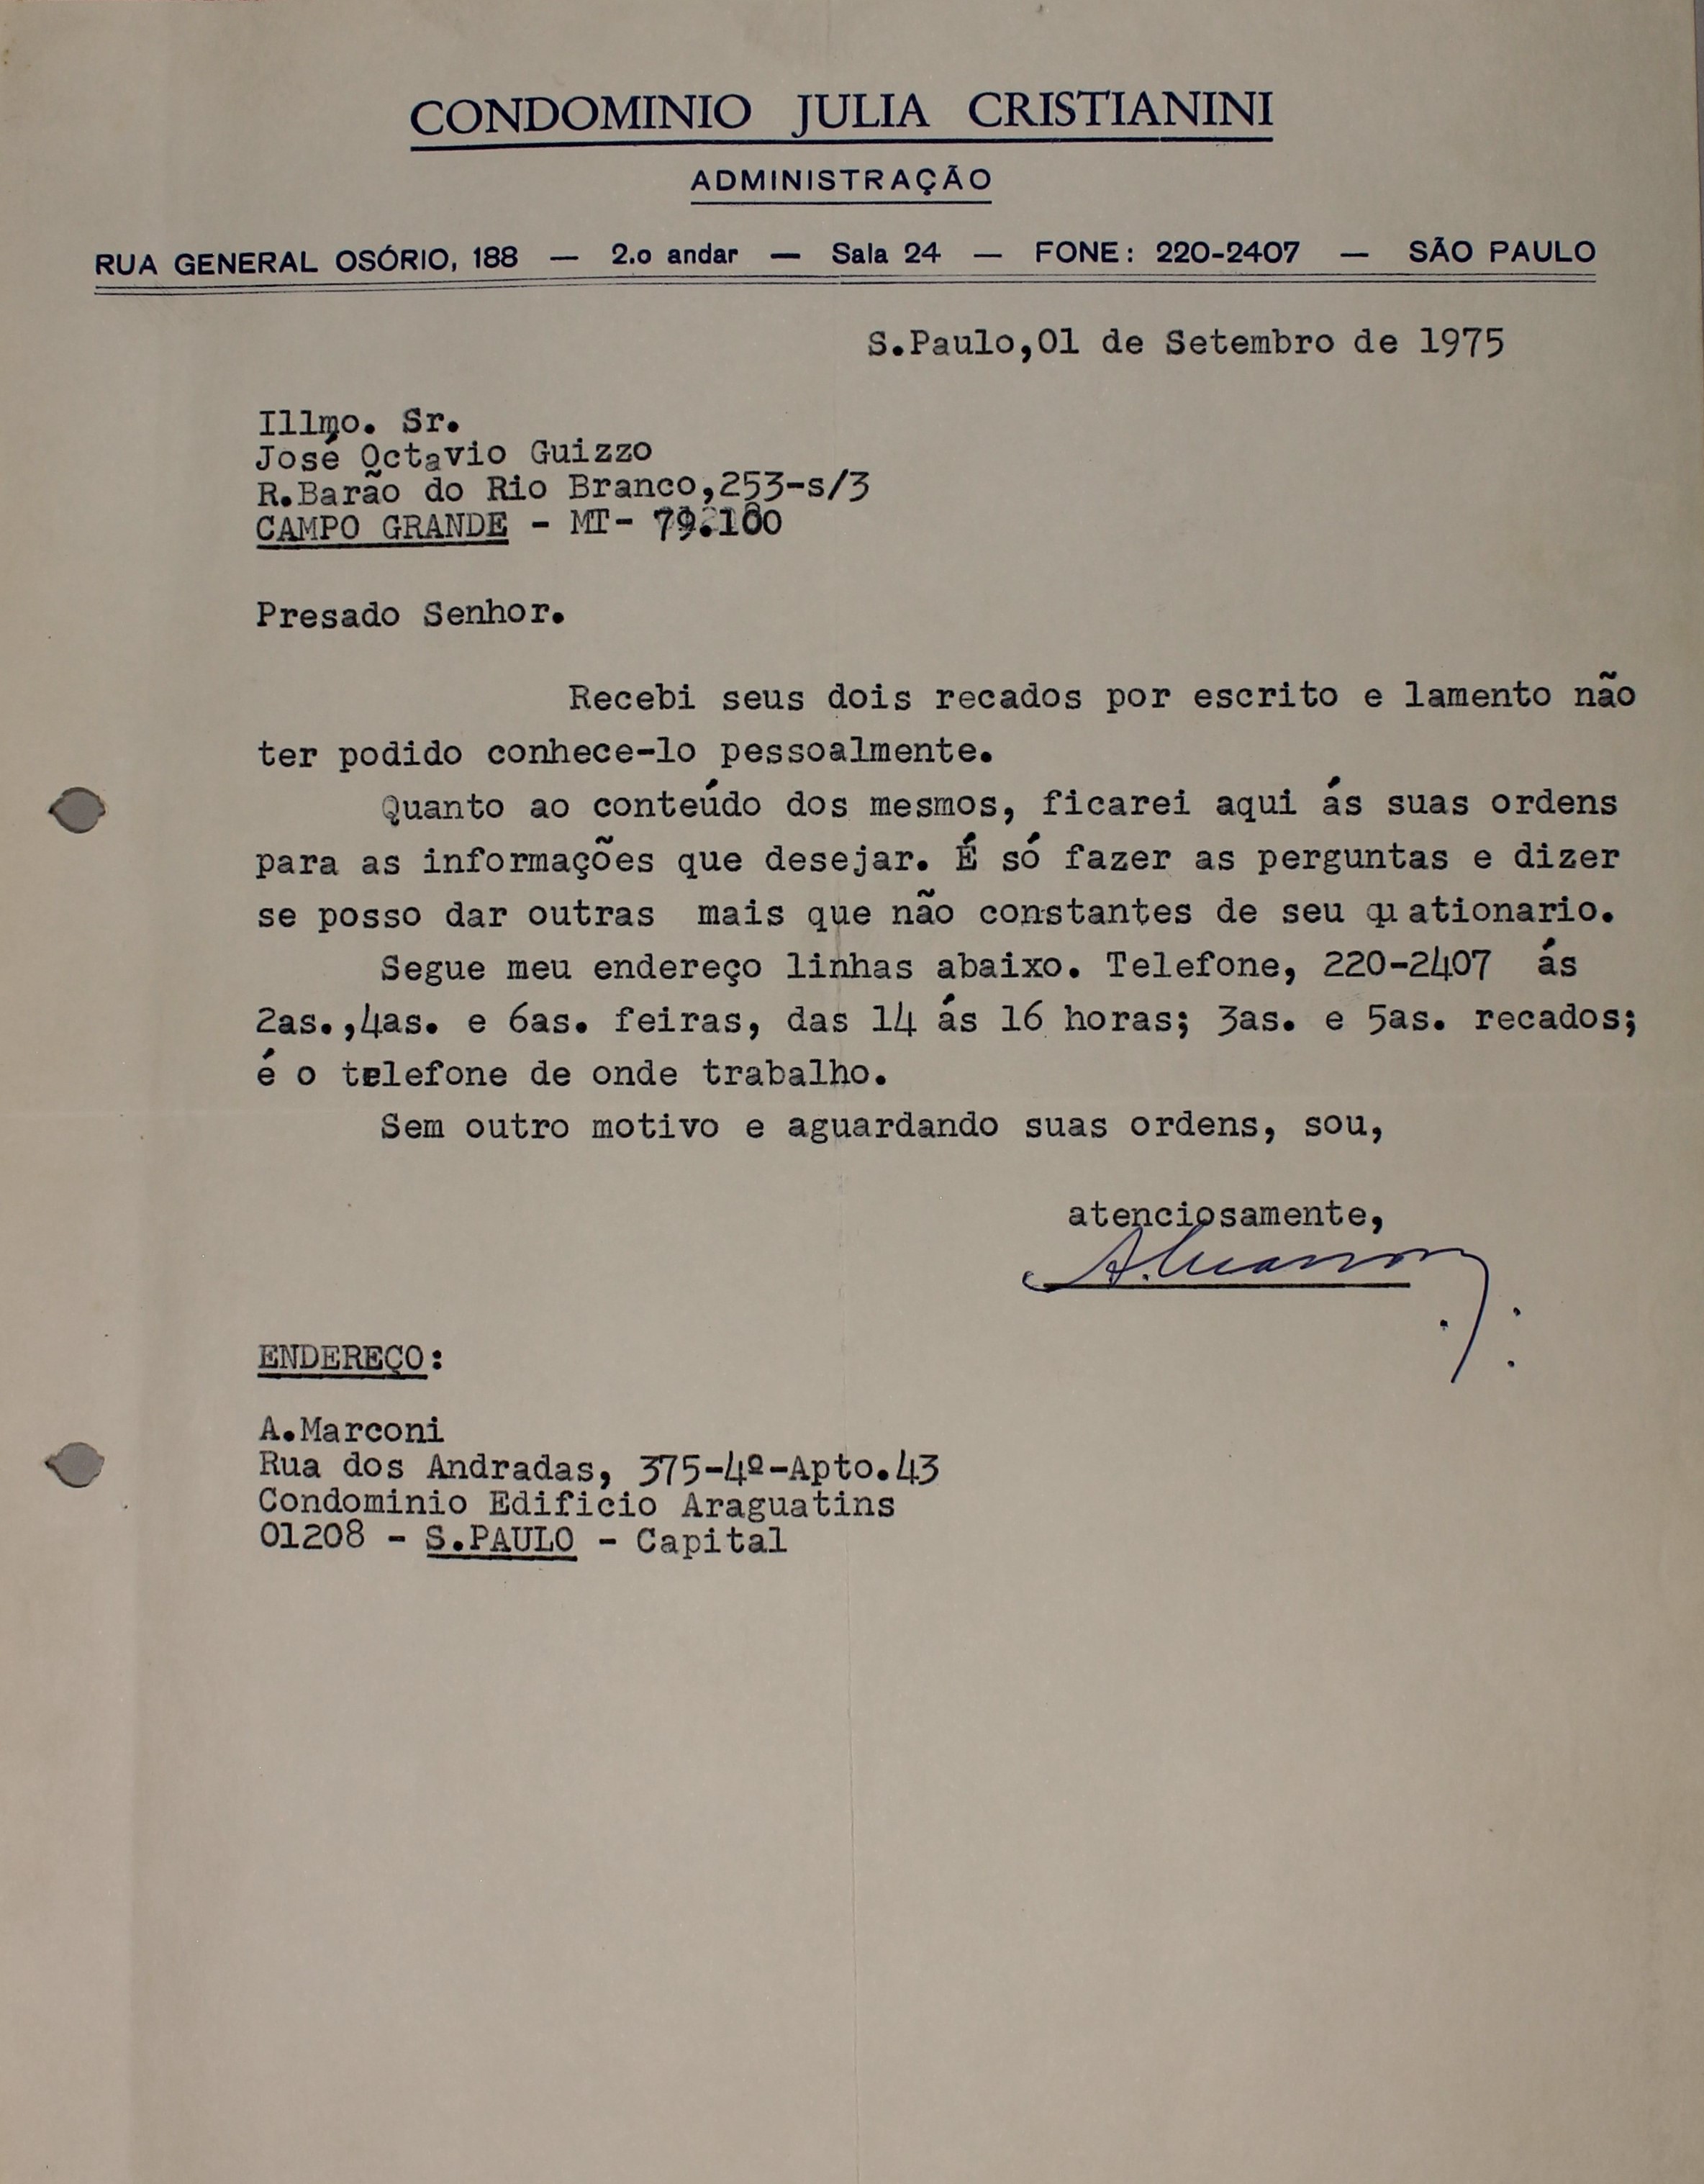 CONDOMINIO JULIA CRISTIANINI
ADMINISTRAÇÃO
RUA GENERAL OSÓRIO, 188 — 2.o andar — Sala 24 — FONE: 220-2407 — SÃO PAULO
S.Paulo,01 de Setembro de 1975
Illmo. Sr.
José Octavio Guizzo
R.Barão do Rio Branco,253-s/3
CAMPO GRANDE - MT- 79.100
Presado Senhor.
Recebi seus dois recados por escrito e lamento não
ter podido conhece-lo pessoalmente.
Quanto ao conteúdo dos mesmos, ficarei aqui ás suas ordens
para as informações que desejar. É só fazer as perguntas e dizer
se posso dar outras mais que não constantes de seu qu ationario.
Segue meu endereço linhas abaixo. Telefone, 220-2407 ás
2as.,4as. e 6as. feiras, das 14 ás 16 horas; 3as. e 5as. recados;
é o telefone de onde trabalho.
Sem outro motivo e aguardando suas ordens, sou,
atenciosamente,
ENDEREÇO:
A.Marconi
Rua dos Andradas, 375-4º-Apto.43
Condominio Edificio Araguatins
01208 - S.PAULO - Capital